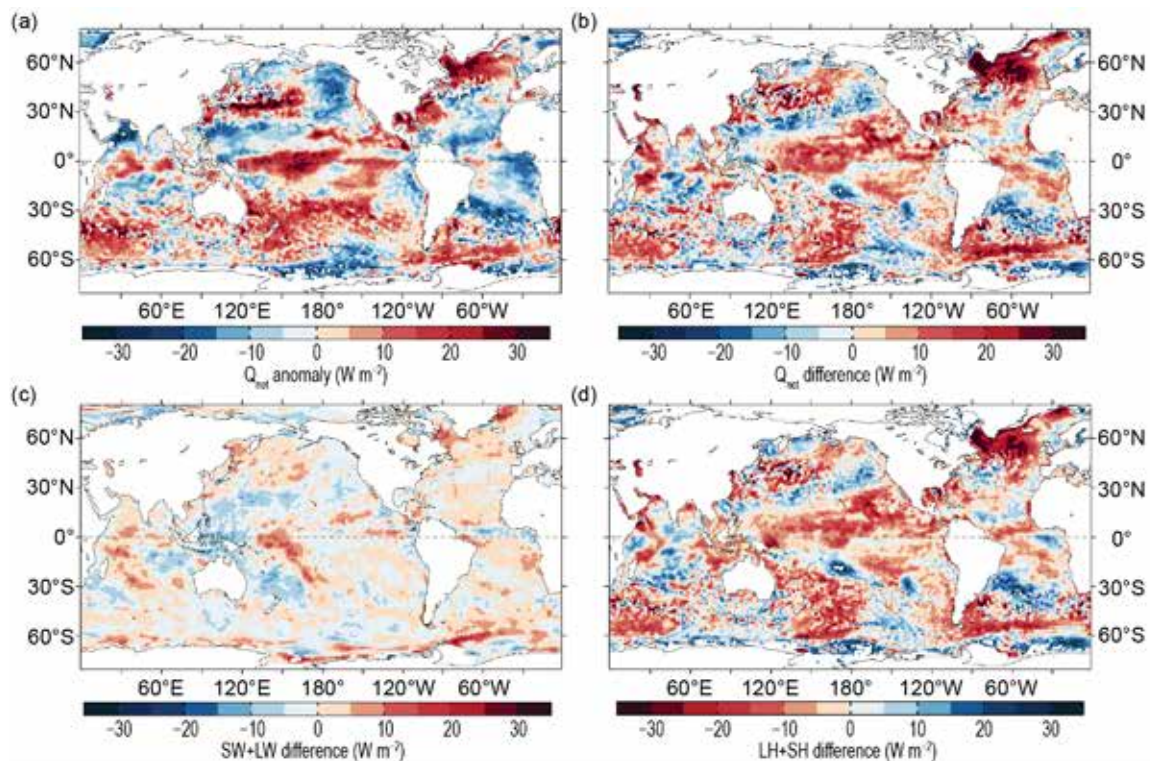 (a) (b)
60°N 60°N
30°N 30°N
0° 0°
30°S 30°S
60°S 60°S
60°E 120°E 180° 120°W 60°W 60°E 120°E 180° 120°W 60°W
−30 −20 −10 0 10 20 30 −30 −20 −10 0 10 20 30
Qnet anomaly (W m−2) Qnet difference (W m−2)
(c) (d)
60°N 60°N
30°N 30°N
0° 0°
30°S 30°S
60°S 60°S
60°E 120°E 180° 120°W 60°W 60°E 120°E 180° 120°W 60°W
−30 −20 −10 0 10 20 30 −30 −20 −10 0 10 20 30
SW+LW difference (W m−2) LH+SH difference (W m−2)